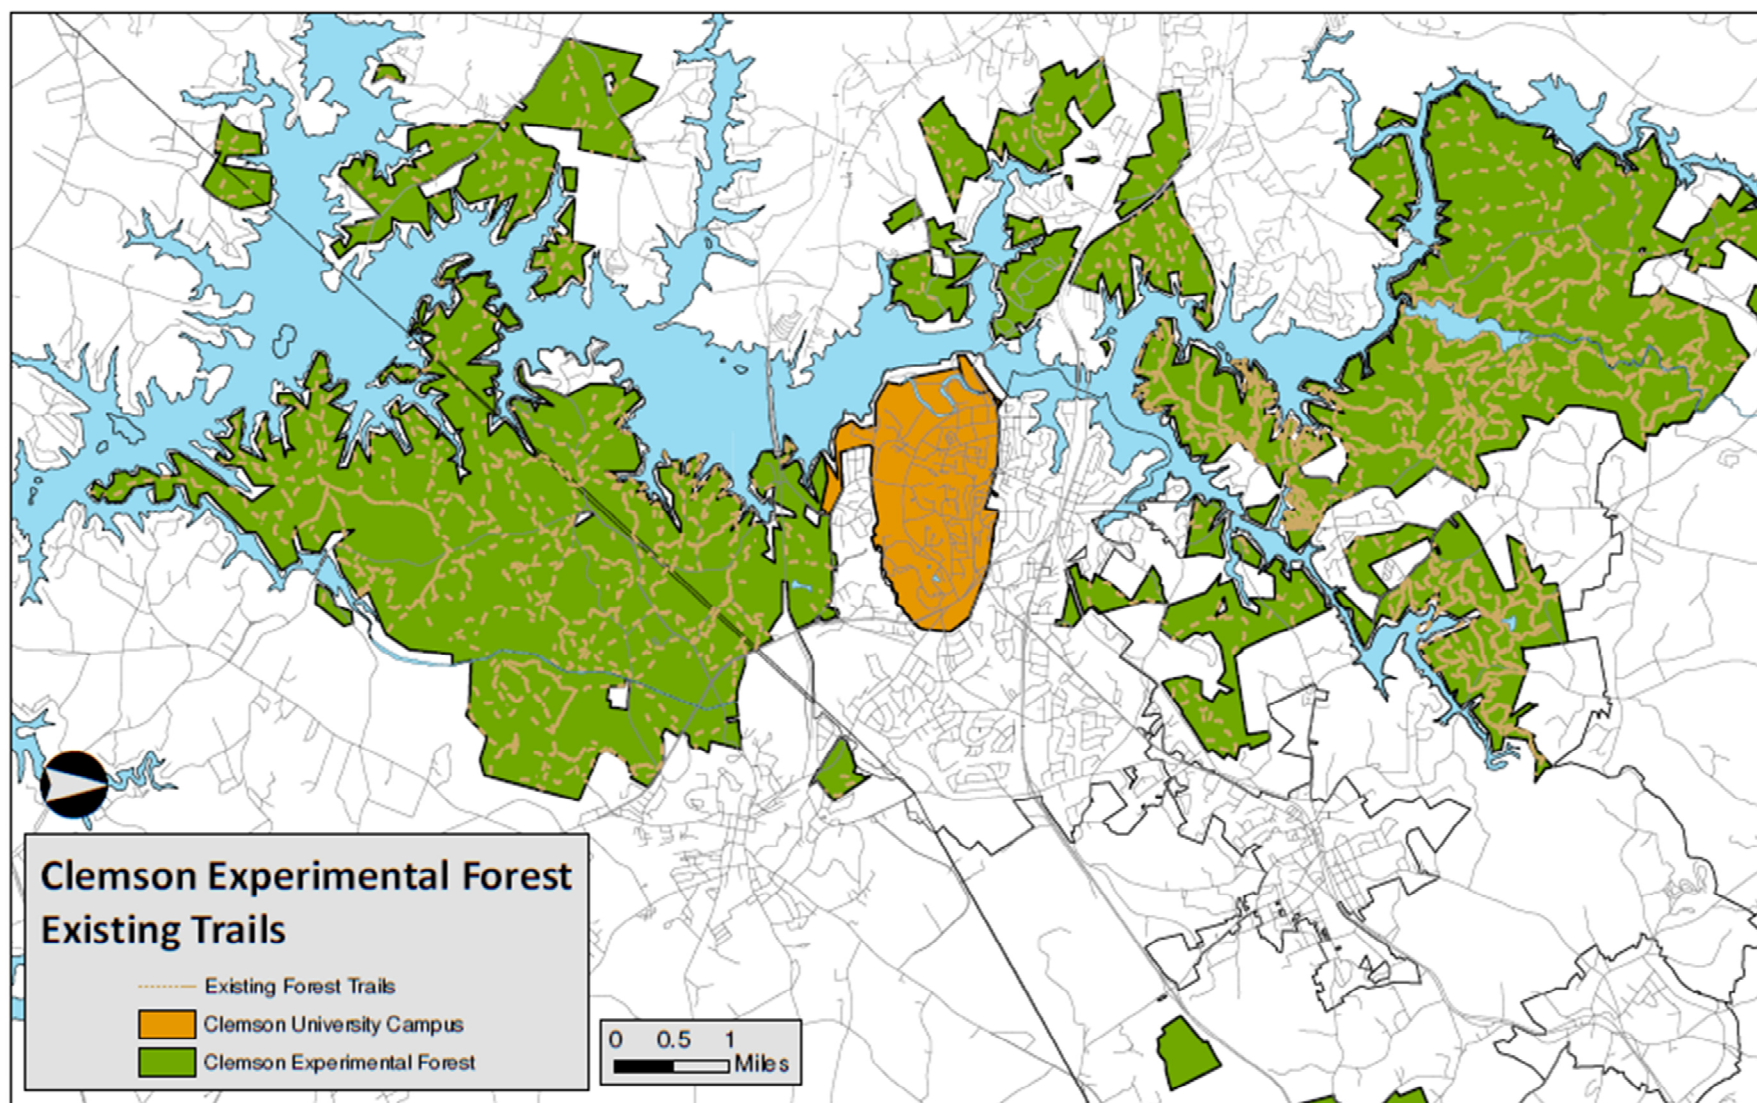 Clemson Experimental Forest
Existing Trails
Existing Forest Trails
Clemson University Campus
Clemson Experimental Forest
0 0.5 1
Miles